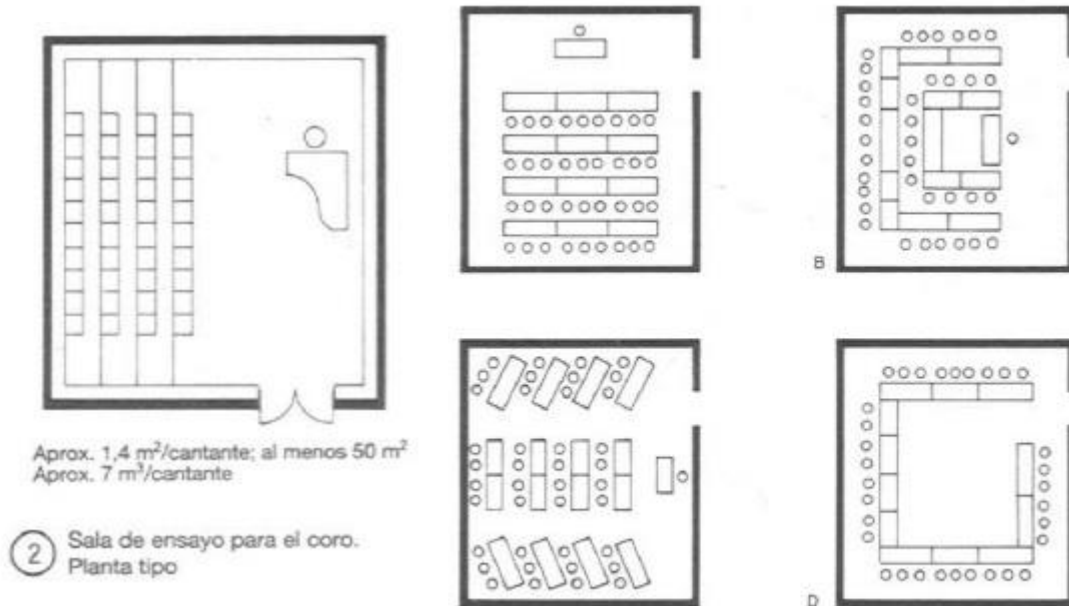 B
Aprox. 1,4 m²/cantante; al menos 50 m²
Aprox. 7 m³/cantante
2 Sala de ensayo para el coro.
Planta tipo
D